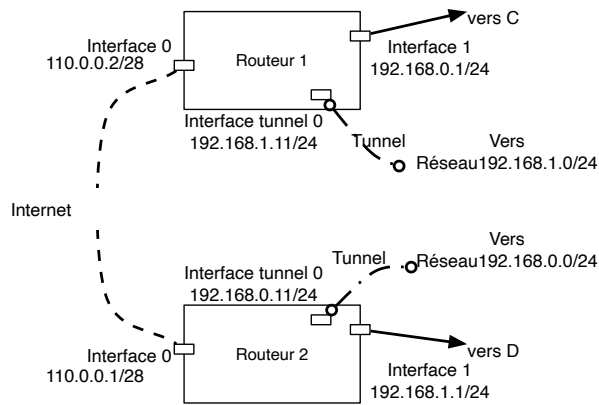 vers C
Interface 0
110.0.0.2/28
Routeur 1
Interface 1
192.168.0.1/24
Interface tunnel 0
192.168.1.11/24
Tunnel
Vers
Réseau192.168.1.0/24
Internet
Vers
Réseau192.168.0.0/24
Tunnel
Interface tunnel 0
192.168.0.11/24
Interface 0
110.0.0.1/28
Routeur 2
vers D
Interface 1
192.168.1.1/24